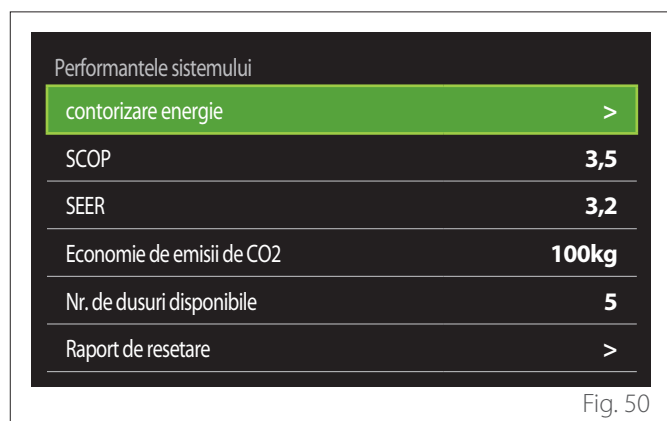 Performantele sistemului
contorizare energie >
SCOP 3,5
SEER 3,2
Economie de emisii de CO2 100kg
Nr. de dusuri disponibile 5
Raport de resetare >
Fig. 50